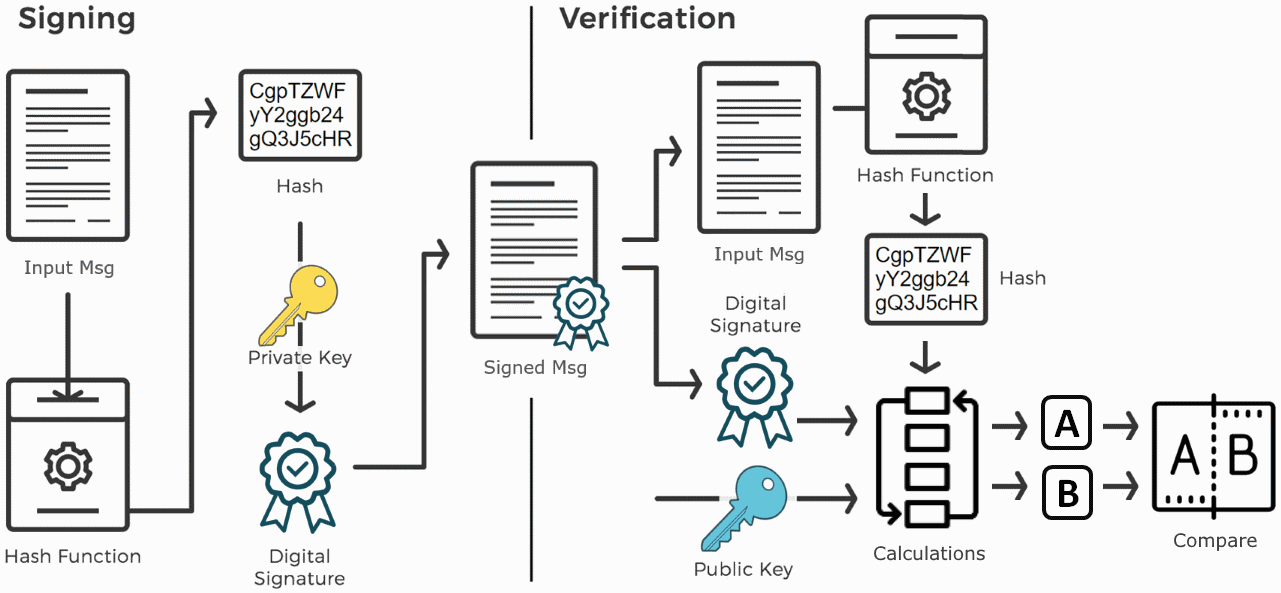 Signing
Input Msg
Hash Function
CgpTZWF
yY2ggb24
gQ3J5cHR
Hash
Private Key
Digital
Signature
Signed Msg
Verification
Input Msg
Hash Function
CgpTZWF
yY2ggb24
gQ3J5cHR
Hash
Digital
Signature
Public Key
Calculations
A
B
A B
Compare